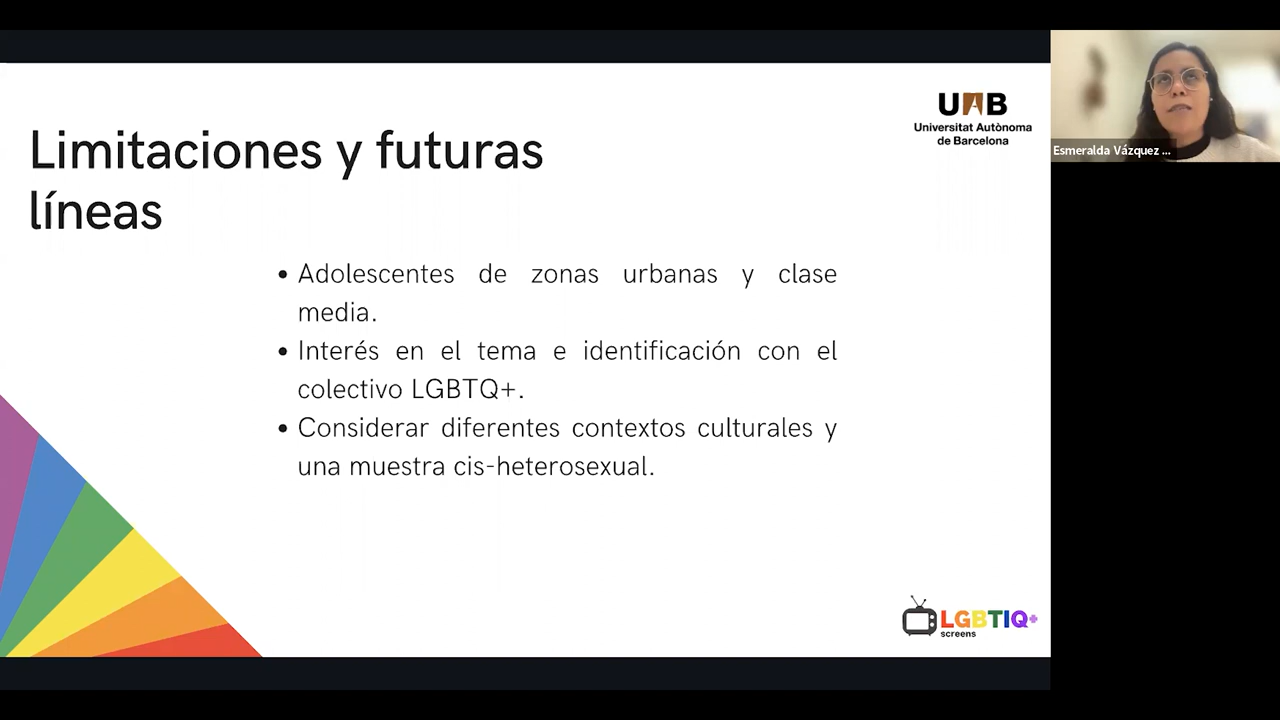 Limitaciones y futuras
líneas
UAB
Universitat Autònoma
de Barcelona
Esmeralda Vázquez ...
• Adolescentes de zonas urbanas y clase
media.
• Interés en el tema e identificación con el
colectivo LGBTQ+.
• Considerar diferentes contextos culturales y
una muestra cis-heterosexual.
LGBTIQ+
screens